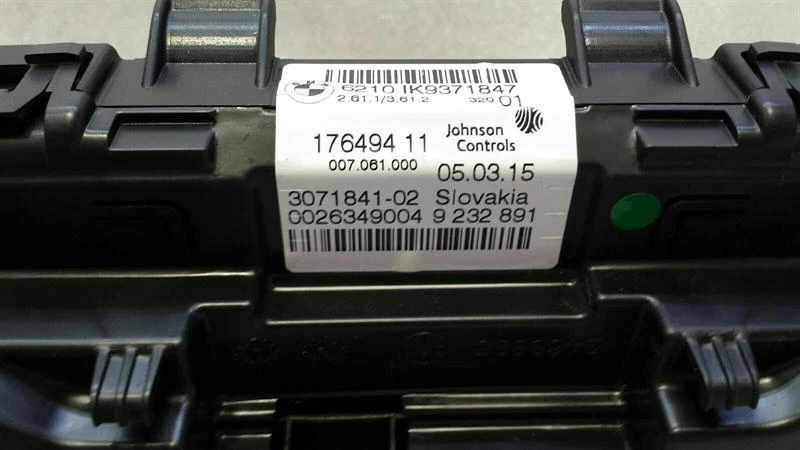 6210 IK9371847
2.61.1/3.61.2 320 01
176494 11 Johnson
Controls
007.061.000 05.03.15
3071841-02 Slovakia
0026349004 9 232 891